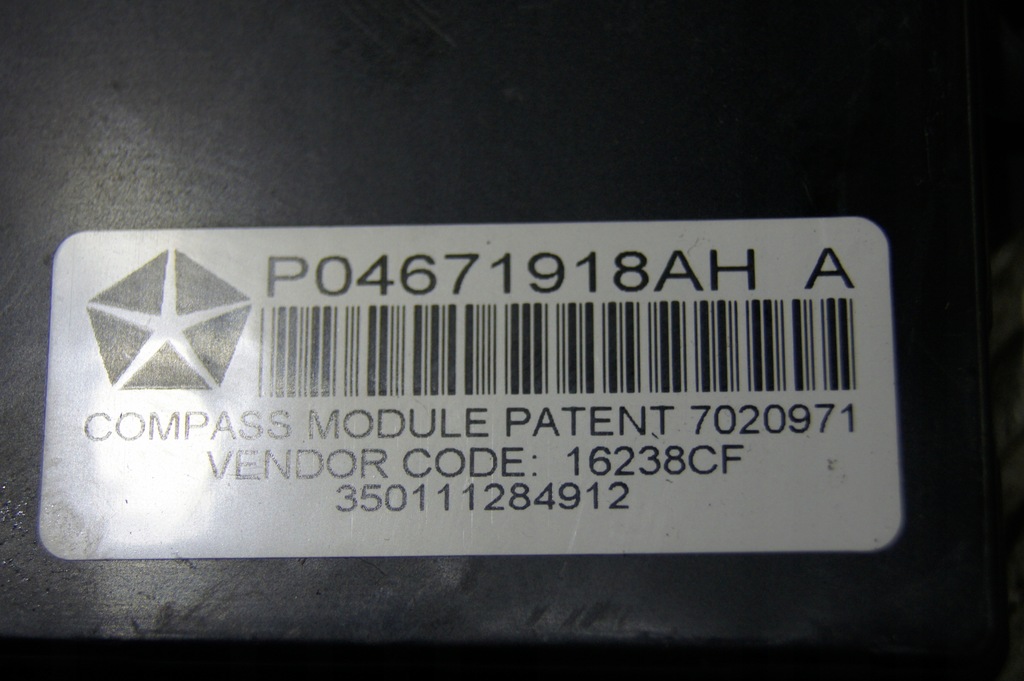 P04671918AH A
COMPASS MODULE PATENT 7020971
VENDOR CODE: 16238CF
350111284912